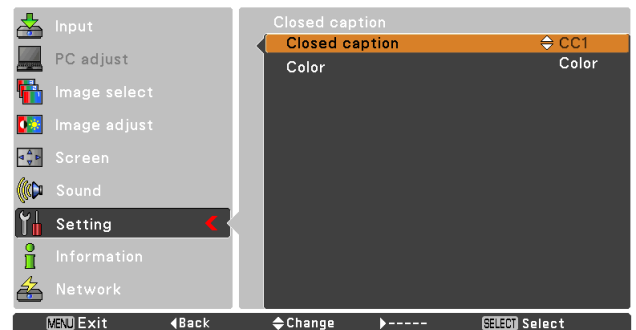 Input
PC adjust
Image select
Image adjust
Screen
Sound
Setting
Information
Network
Closed caption
Closed caption CC1
Color Color
MENU Exit Back Change ----- SELECT Select